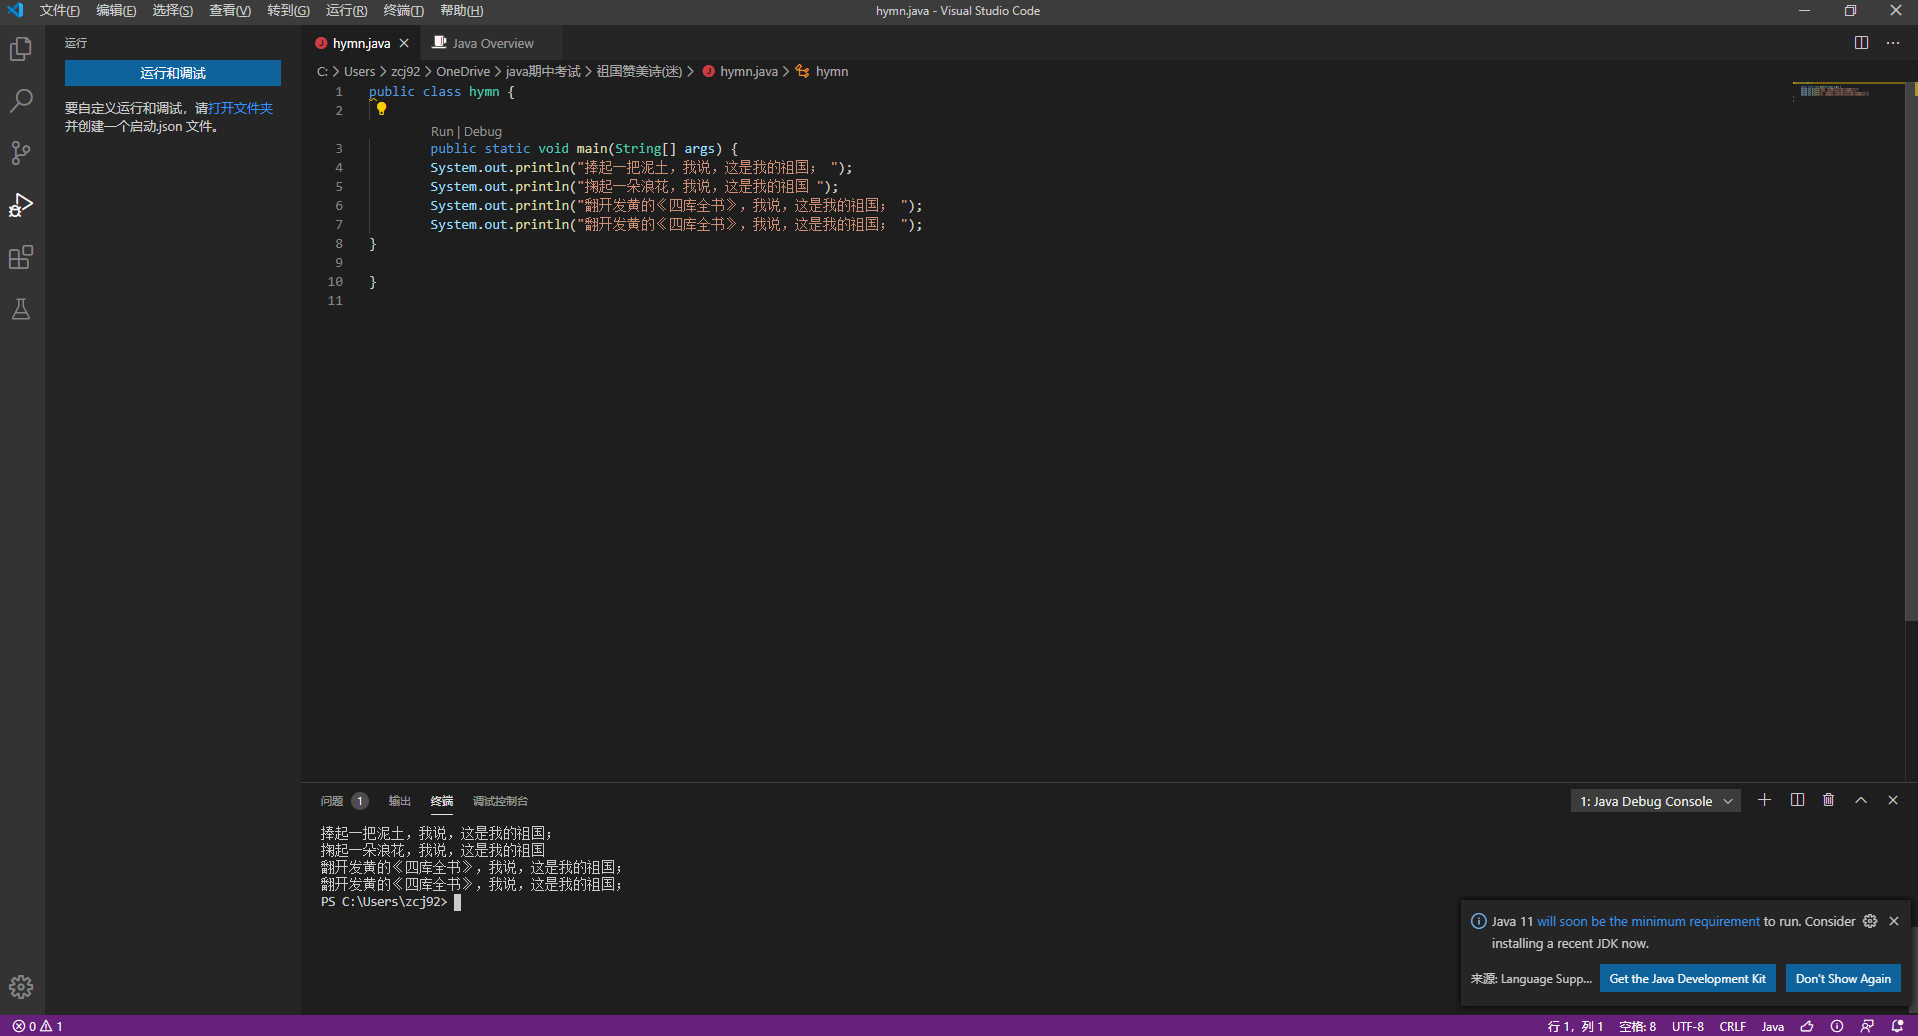 文件(F) 编辑(E) 选择(S) 查看(V) 转到(G) 运行(R) 终端(T) 帮助(H) hymn.java - Visual Studio Code
运行
运行和调试
要自定义运行和调试，请打开文件夹
并创建一个启动.json 文件。
hymn.java Java Overview
C: > Users > zcj92 > OneDrive > java期中考试 > 祖国赞美诗(迷) > hymn.java > hymn
1 public class hymn {
2
Run | Debug
3 public static void main(String[] args) {
4 System.out.println("捧起一把泥土，我说，这是我的祖国； ");
5 System.out.println("掬起一朵浪花，我说，这是我的祖国 ");
6 System.out.println("翻开发黄的《四库全书》，我说，这是我的祖国； ");
7 System.out.println("翻开发黄的《四库全书》，我说，这是我的祖国； ");
8 }
9
10 }
11
问题 1 输出 终端 调试控制台 1: Java Debug Console
捧起一把泥土，我说，这是我的祖国；
掬起一朵浪花，我说，这是我的祖国
翻开发黄的《四库全书》，我说，这是我的祖国；
翻开发黄的《四库全书》，我说，这是我的祖国；
PS C:\Users\zcj92>
Java 11 will soon be the minimum requirement to run. Consider
installing a recent JDK now.
来源: Language Supp... Get the Java Development Kit Don't Show Again
0 1 行 1，列 1 空格: 8 UTF-8 CRLF Java